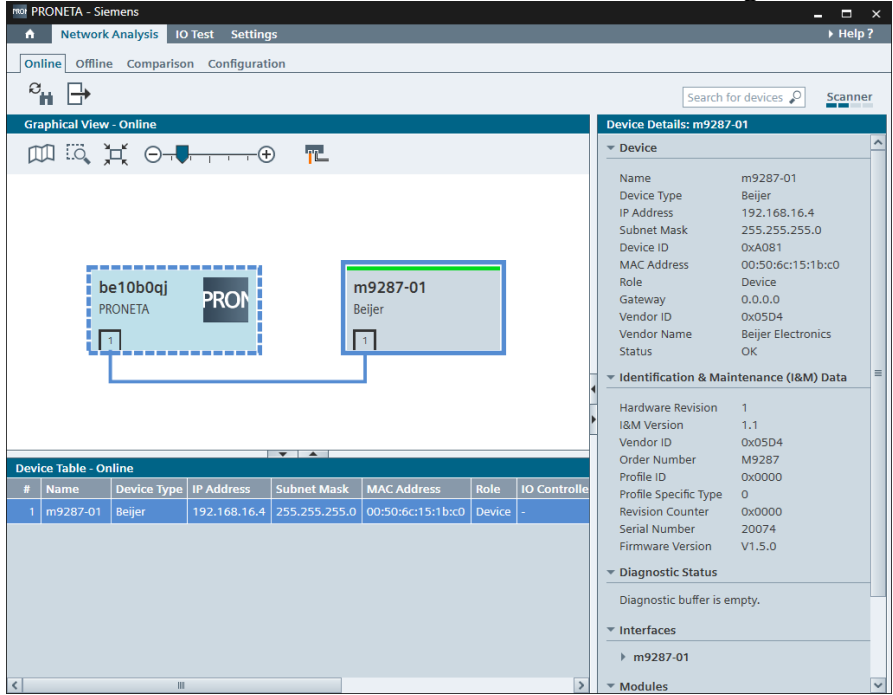 PRONETA - Siemens
Network Analysis IO Test Settings Help ?
Online Offline Comparison Configuration
Search for devices Scanner
Graphical View - Online
be10b0qj
PRONETA
PRON
1
m9287-01
Beijer
1
Device Table - Online
# Name Device Type IP Address Subnet Mask MAC Address Role IO Controlle
1 m9287-01 Beijer 192.168.16.4 255.255.255.0 00:50:6c:15:1b:c0 Device -
Device Details: m9287-01
Device
Name m9287-01
Device Type Beijer
IP Address 192.168.16.4
Subnet Mask 255.255.255.0
Device ID 0xA081
MAC Address 00:50:6c:15:1b:c0
Role Device
Gateway 0.0.0.0
Vendor ID 0x05D4
Vendor Name Beijer Electronics
Status OK
Identification & Maintenance (I&M) Data
Hardware Revision 1
I&M Version 1.1
Vendor ID 0x05D4
Order Number M9287
Profile ID 0x0000
Profile Specific Type 0
Revision Counter 0x0000
Serial Number 20074
Firmware Version V1.5.0
Diagnostic Status
Diagnostic buffer is empty.
Interfaces
m9287-01
Modules